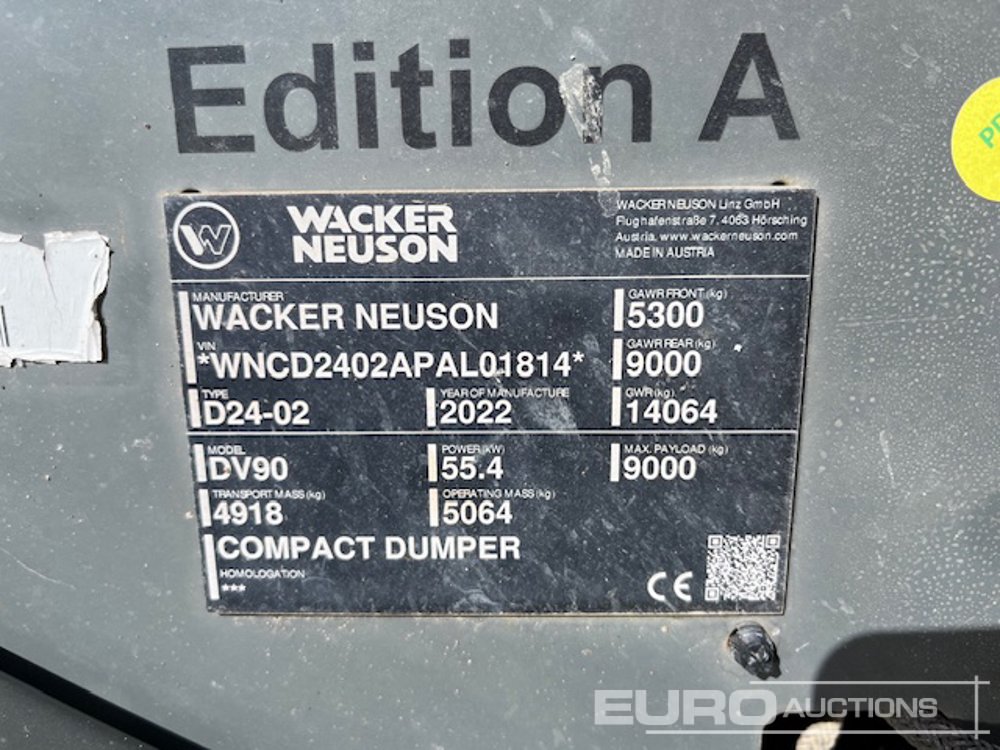 Edition A
W
WACKER
NEUSON
WACKER NEUSON Linz GmbH
Flughafenstraße 7, 4063 Hörsching
Austria, www.wackerneuson.com
MADE IN AUSTRIA
MANUFACTURER
WACKER NEUSON
GAWR FRONT (kg)
5300
VIN
*WNCD2402APAL01814*
GAWR REAR (kg)
9000
TYPE
D24-02
YEAR OF MANUFACTURE
2022
GWR (kg)
14064
MODEL
DV90
POWER (kW)
55.4
MAX. PAYLOAD (kg)
9000
TRANSPORT MASS (kg)
4918
OPERATING MASS (kg)
5064
COMPACT DUMPER
HOMOLOGATION
***
CE
EURO AUCTIONS